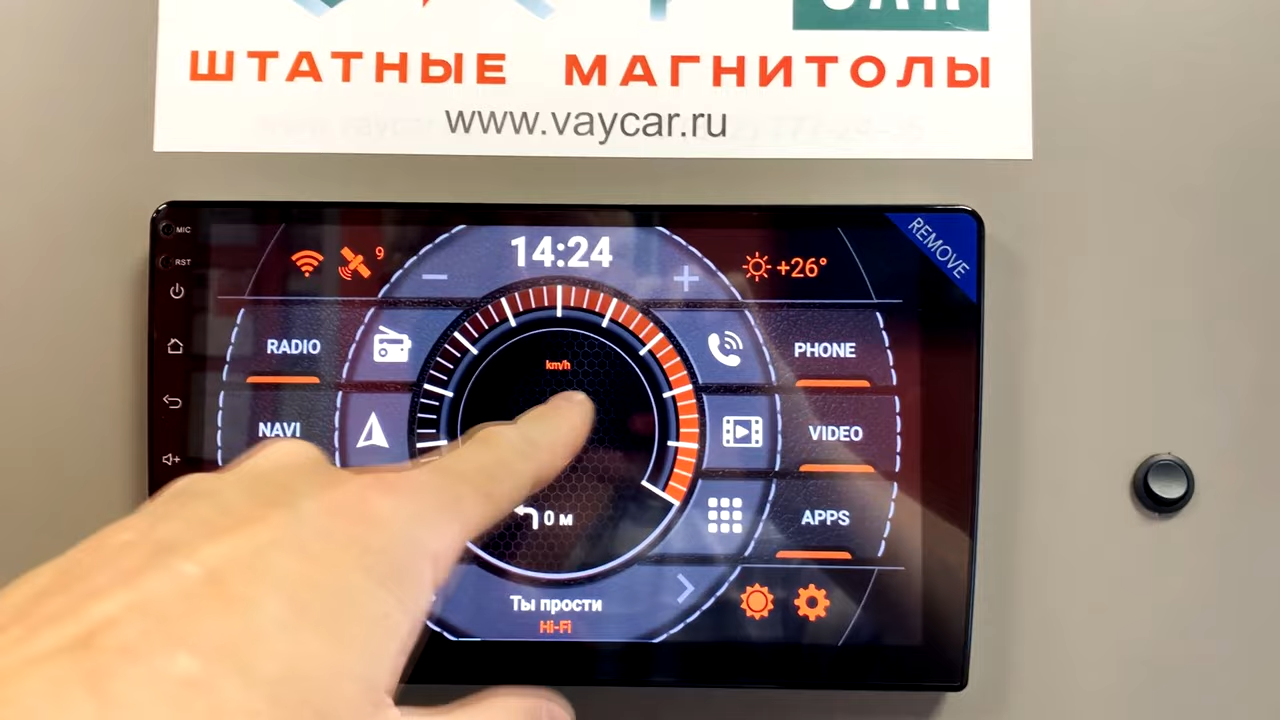 CAR
ШТАТНЫЕ МАГНИТОЛЫ
www.vaycar.ru
REMOVE
MIC
RST
9
14:24
+26°
RADIO
PHONE
km/h
NAVI
VIDEO
0 м
APPS
Ты прости
Hi-Fi